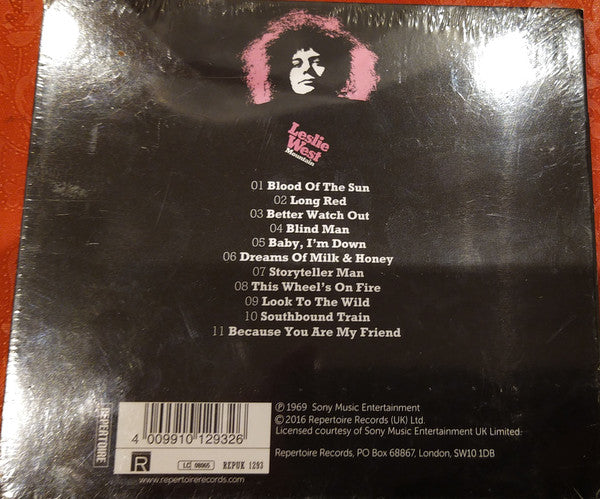 Leslie
West
Mountain
01 Blood Of The Sun
02 Long Red
03 Better Watch Out
04 Blind Man
05 Baby, I'm Down
06 Dreams Of Milk & Honey
07 Storyteller Man
08 This Wheel's On Fire
09 Look To The Wild
10 Southbound Train
11 Because You Are My Friend
REPERTOIRE
4 009910 129326
R
LC 08065 REPUK 1293
www.repertoirerecords.com
℗ 1969 Sony Music Entertainment
© 2016 Repertoire Records (UK) Ltd.
Licensed courtesy of Sony Music Entertainment UK Limited.
Repertoire Records, PO Box 68867, London, SW10 1DB